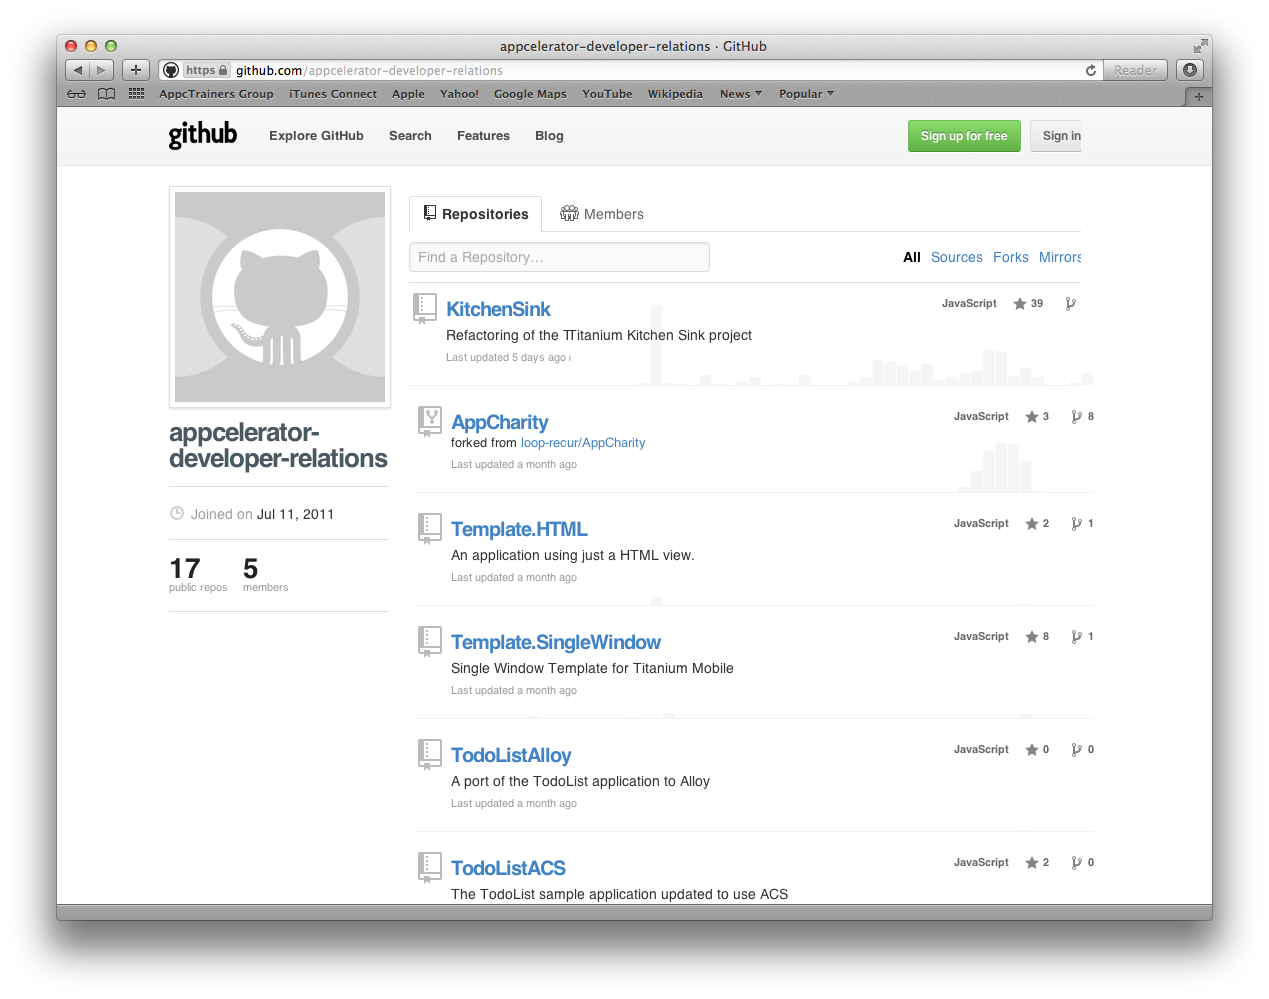 appcelerator-developer-relations · GitHub
https github.com/appcelerator-developer-relations Reader
AppcTrainers Group iTunes Connect Apple Yahoo! Google Maps YouTube Wikipedia News Popular
github Explore GitHub Search Features Blog Sign up for free Sign in
Repositories Members
Find a Repository... All Sources Forks Mirrors
KitchenSink JavaScript 39
Refactoring of the TTitanium Kitchen Sink project
Last updated 5 days ago ›
AppCharity JavaScript 3 8
forked from loop-recur/AppCharity
Last updated a month ago
appcelerator-
developer-relations
Joined on Jul 11, 2011
17 5
public repos members
Template.HTML JavaScript 2 1
An application using just a HTML view.
Last updated a month ago
Template.SingleWindow JavaScript 8 1
Single Window Template for Titanium Mobile
Last updated a month ago
TodoListAlloy JavaScript 0 0
A port of the TodoList application to Alloy
Last updated a month ago
TodoListACS JavaScript 2 0
The TodoList sample application updated to use ACS